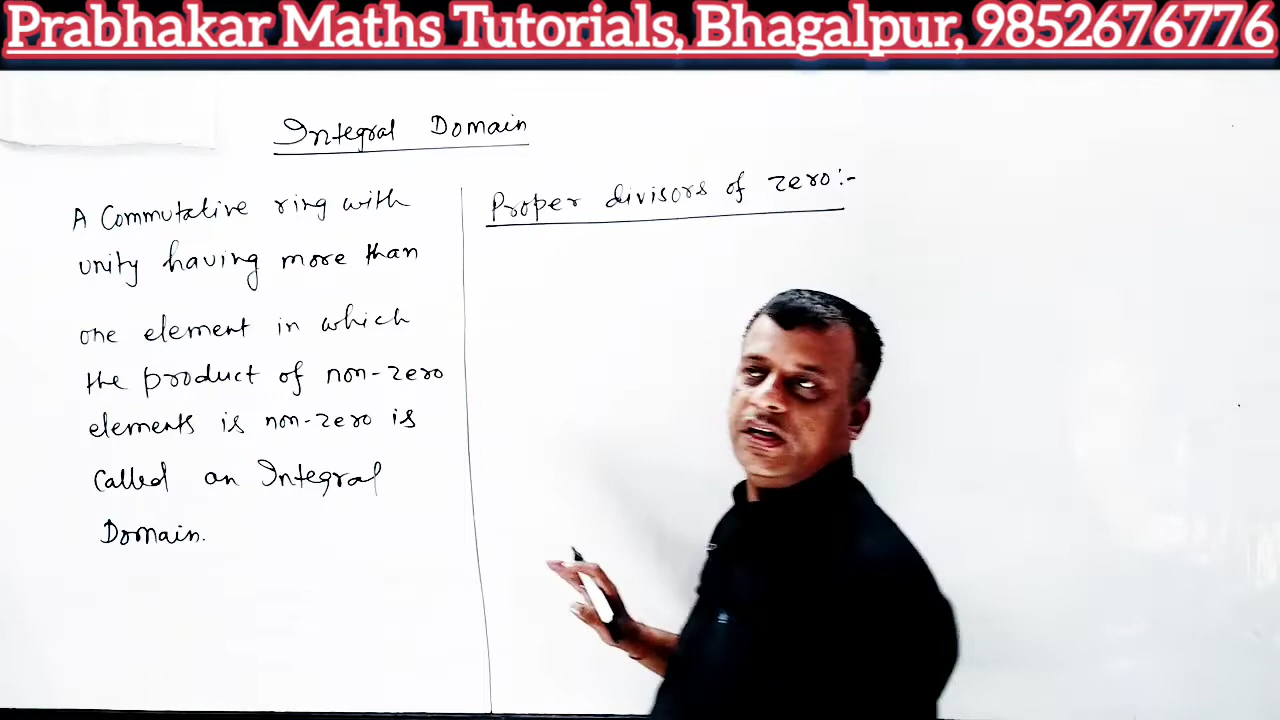 Prabhakar Maths Tutorials, Bhagalpur, 9852676776
Integral Domain
A Commutative ring with
unity having more than
one element in which
the product of non-zero
elements is non-zero is
Called an Integral
Domain.
Proper divisors of zero:-